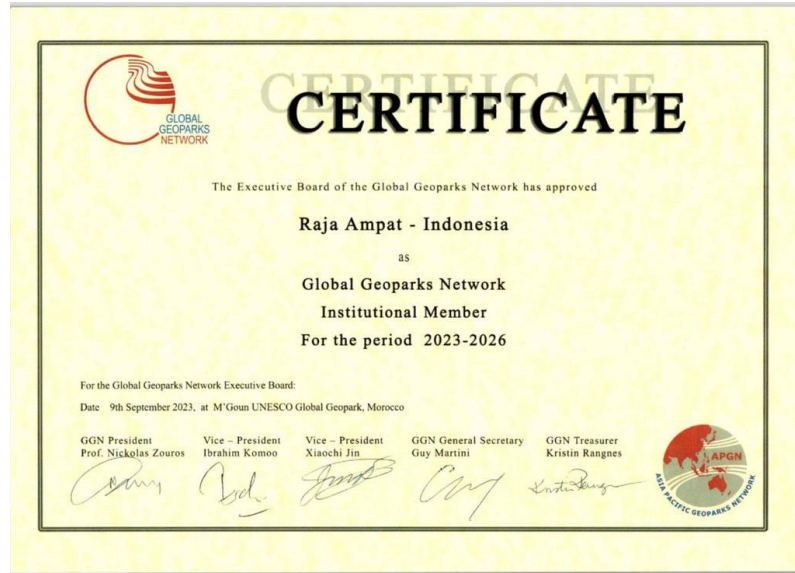 GLOBAL
GEOPARKS
NETWORK
CERTIFICATE
CERTIFICATE
The Executive Board of the Global Geoparks Network has approved
Raja Ampat - Indonesia
as
Global Geoparks Network
Institutional Member
For the period 2023-2026
For the Global Geoparks Network Executive Board:
Date 9th September 2023, at M'Goun UNESCO Global Geopark, Morocco
GGN President Vice – President Vice – President GGN General Secretary GGN Treasurer
Prof. Nickolas Zouros Ibrahim Komoo Xiaochi Jin Guy Martini Kristin Rangnes
APGN
ASIA PACIFIC GEOPARKS NETWORK